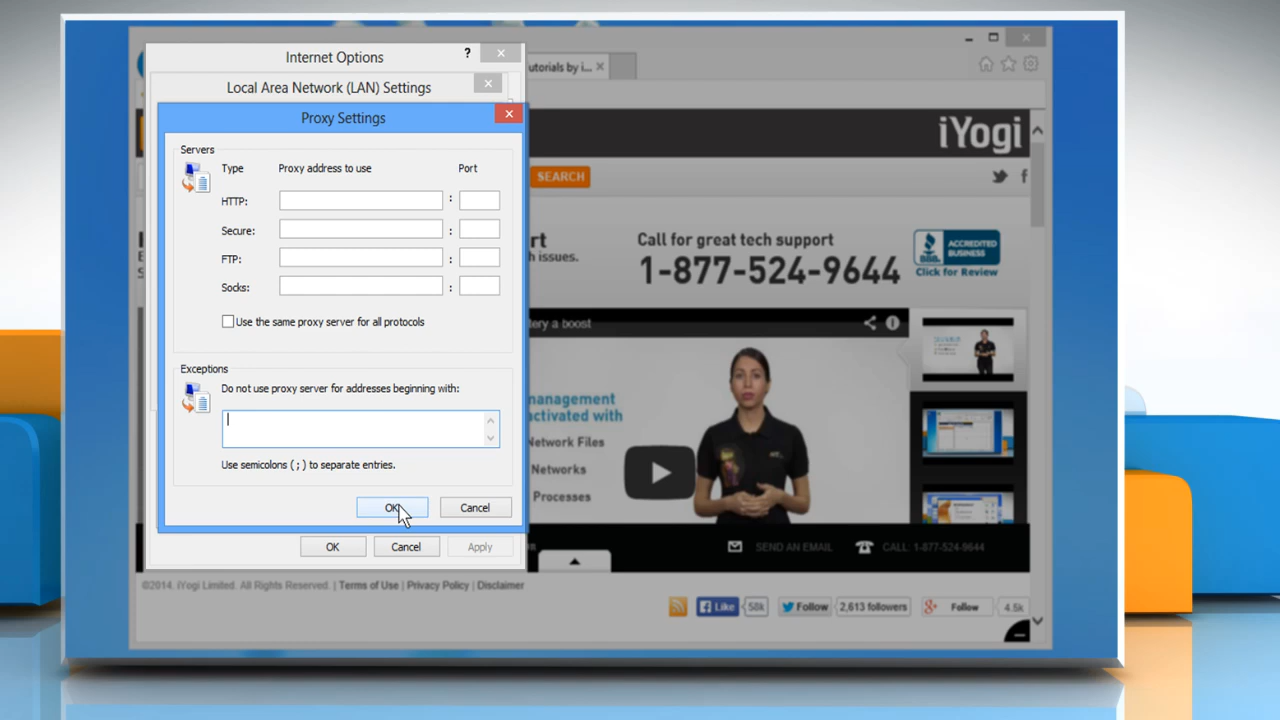 Internet Options
?
Local Area Network (LAN) Settings
Proxy Settings
Servers
Type Proxy address to use Port
HTTP: :
Secure: :
FTP: :
Socks: :
Use the same proxy server for all protocols
Exceptions
Do not use proxy server for addresses beginning with:
Use semicolons ( ; ) to separate entries.
OK Cancel
OK Cancel Apply
utorials by i...
iYogi
SEARCH
rt
h issues.
Call for great tech support
1-877-524-9644
BBB
ACCREDITED
BUSINESS
Click for Review
tery a boost
management
activated with
Network Files
Networks
Processes
SEND AN EMAIL CALL: 1-877-524-9644
©2014, iYogi Limited. All Rights Reserved. | Terms of Use | Privacy Policy | Disclaimer
Like 58k Follow 2,613 followers Follow 4.5k